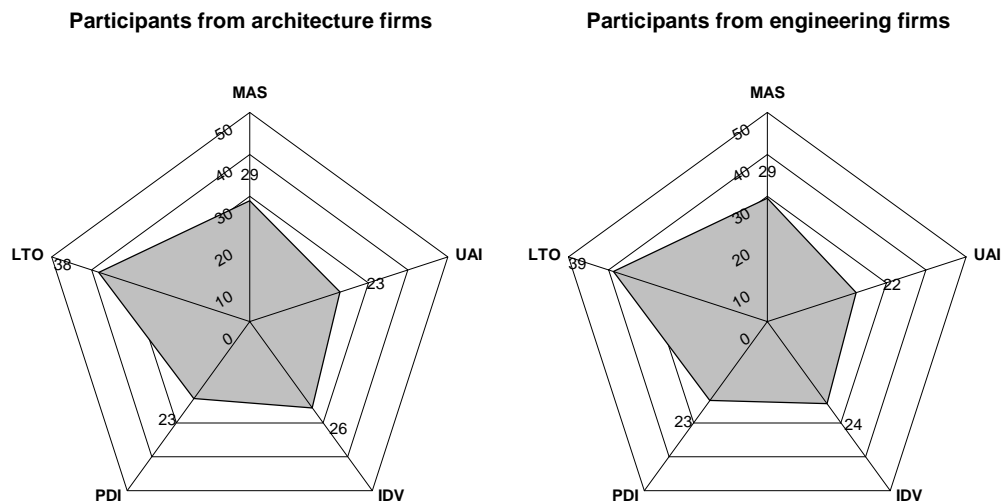 Participants from architecture firms
MAS
50
40
29
30
LTO
38
UAI
23
20
10
0
23
26
PDI
IDV
Participants from engineering firms
MAS
50
40
29
30
LTO
39
UAI
22
20
10
0
23
24
PDI
IDV